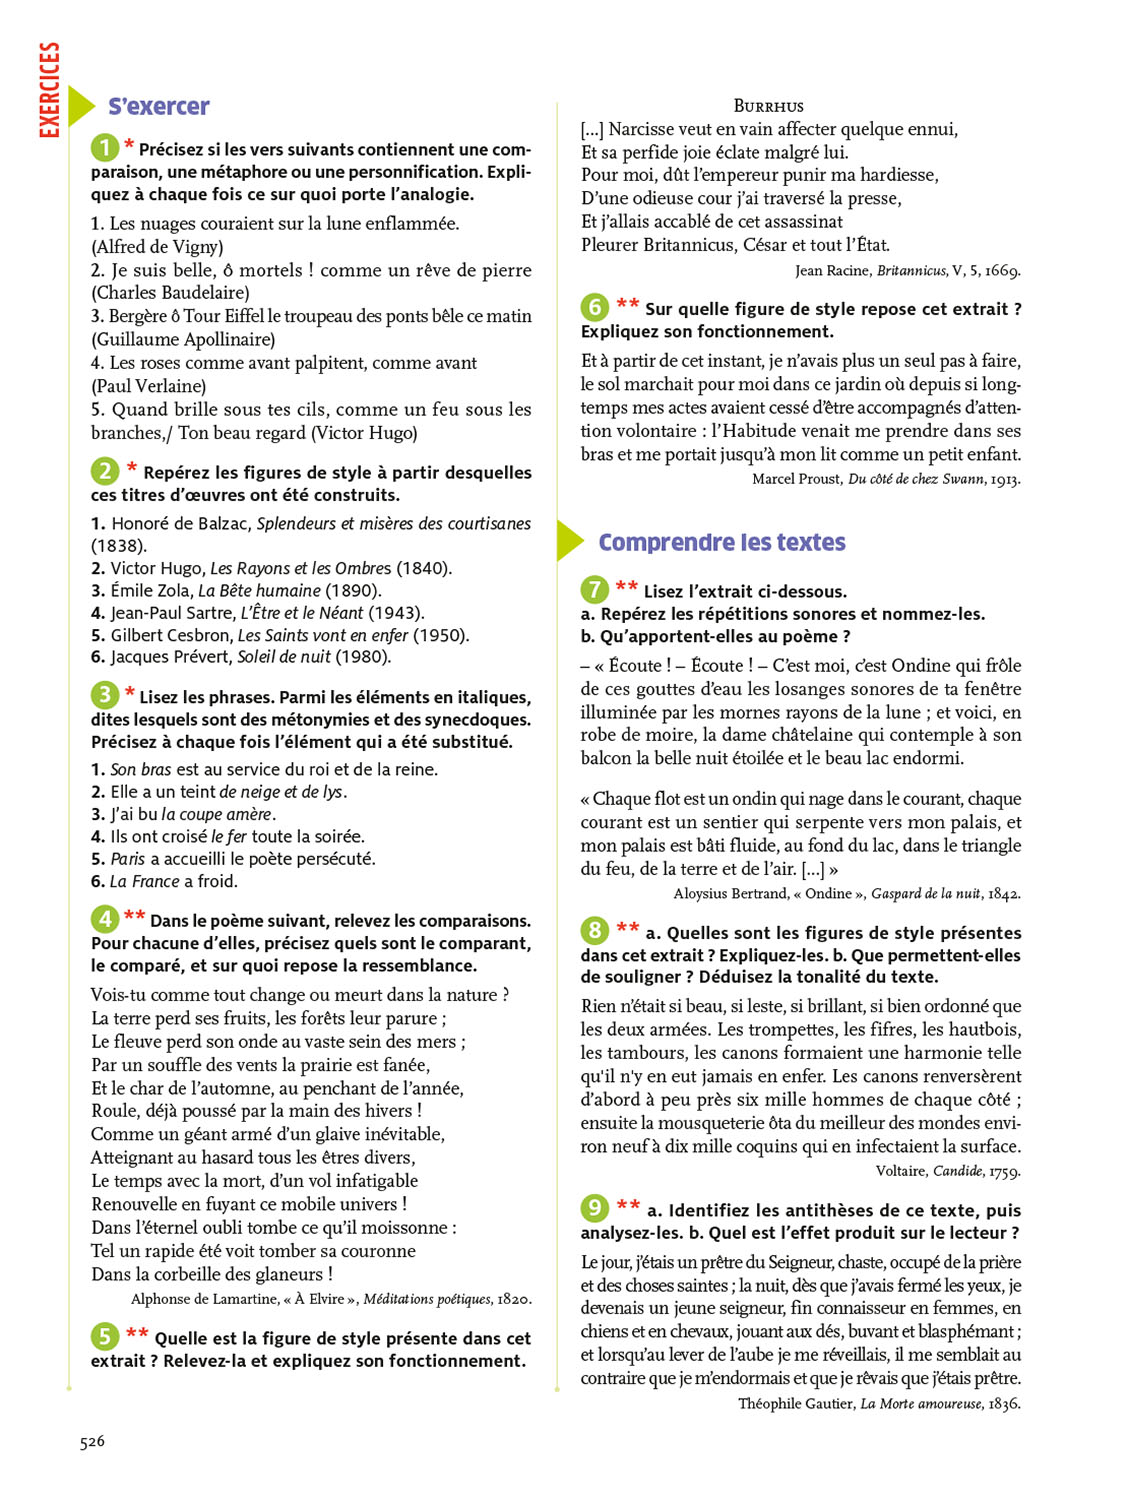 EXERCICES
S’exercer
1 * Précisez si les vers suivants contiennent une com-
paraison, une métaphore ou une personnification. Expli-
quez à chaque fois ce sur quoi porte l’analogie.
1. Les nuages couraient sur la lune enflammée.
(Alfred de Vigny)
2. Je suis belle, ô mortels ! comme un rêve de pierre
(Charles Baudelaire)
3. Bergère ô Tour Eiffel le troupeau des ponts bêle ce matin
(Guillaume Apollinaire)
4. Les roses comme avant palpitent, comme avant
(Paul Verlaine)
5. Quand brille sous tes cils, comme un feu sous les
branches,/ Ton beau regard (Victor Hugo)
2 * Repérez les figures de style à partir desquelles
ces titres d’œuvres ont été construits.
1. Honoré de Balzac, Splendeurs et misères des courtisanes
(1838).
2. Victor Hugo, Les Rayons et les Ombres (1840).
3. Émile Zola, La Bête humaine (1890).
4. Jean-Paul Sartre, L’Être et le Néant (1943).
5. Gilbert Cesbron, Les Saints vont en enfer (1950).
6. Jacques Prévert, Soleil de nuit (1980).
3 * Lisez les phrases. Parmi les éléments en italiques,
dites lesquels sont des métonymies et des synecdoques.
Précisez à chaque fois l’élément qui a été substitué.
1. Son bras est au service du roi et de la reine.
2. Elle a un teint de neige et de lys.
3. J’ai bu la coupe amère.
4. Ils ont croisé le fer toute la soirée.
5. Paris a accueilli le poète persécuté.
6. La France a froid.
4 ** Dans le poème suivant, relevez les comparaisons.
Pour chacune d’elles, précisez quels sont le comparant,
le comparé, et sur quoi repose la ressemblance.
Vois-tu comme tout change ou meurt dans la nature ?
La terre perd ses fruits, les forêts leur parure ;
Le fleuve perd son onde au vaste sein des mers ;
Par un souffle des vents la prairie est fanée,
Et le char de l’automne, au penchant de l’année,
Roule, déjà poussé par la main des hivers !
Comme un géant armé d’un glaive inévitable,
Atteignant au hasard tous les êtres divers,
Le temps avec la mort, d’un vol infatigable
Renouvelle en fuyant ce mobile univers !
Dans l’éternel oubli tombe ce qu’il moissonne :
Tel un rapide été voit tomber sa couronne
Dans la corbeille des glaneurs !
Alphonse de Lamartine, « À Elvire », Méditations poétiques, 1820.
5 ** Quelle est la figure de style présente dans cet
extrait ? Relevez-la et expliquez son fonctionnement.
526
BURRHUS
[...] Narcisse veut en vain affecter quelque ennui,
Et sa perfide joie éclate malgré lui.
Pour moi, dût l’empereur punir ma hardiesse,
D’une odieuse cour j’ai traversé la presse,
Et j’allais accablé de cet assassinat
Pleurer Britannicus, César et tout l’État.
Jean Racine, Britannicus, V, 5, 1669.
6 ** Sur quelle figure de style repose cet extrait ?
Expliquez son fonctionnement.
Et à partir de cet instant, je n’avais plus un seul pas à faire,
le sol marchait pour moi dans ce jardin où depuis si long-
temps mes actes avaient cessé d’être accompagnés d’atten-
tion volontaire : l’Habitude venait me prendre dans ses
bras et me portait jusqu’à mon lit comme un petit enfant.
Marcel Proust, Du côté de chez Swann, 1913.
Comprendre les textes
7 ** Lisez l’extrait ci-dessous.
a. Repérez les répétitions sonores et nommez-les.
b. Qu’apportent-elles au poème ?
– « Écoute ! – Écoute ! – C’est moi, c’est Ondine qui frôle
de ces gouttes d’eau les losanges sonores de ta fenêtre
illuminée par les mornes rayons de la lune ; et voici, en
robe de moire, la dame châtelaine qui contemple à son
balcon la belle nuit étoilée et le beau lac endormi.
« Chaque flot est un ondin qui nage dans le courant, chaque
courant est un sentier qui serpente vers mon palais, et
mon palais est bâti fluide, au fond du lac, dans le triangle
du feu, de la terre et de l’air. [...] »
Aloysius Bertrand, « Ondine », Gaspard de la nuit, 1842.
8 ** a. Quelles sont les figures de style présentes
dans cet extrait ? Expliquez-les. b. Que permettent-elles
de souligner ? Déduisez la tonalité du texte.
Rien n’était si beau, si leste, si brillant, si bien ordonné que
les deux armées. Les trompettes, les fifres, les hautbois,
les tambours, les canons formaient une harmonie telle
qu'il n'y en eut jamais en enfer. Les canons renversèrent
d’abord à peu près six mille hommes de chaque côté ;
ensuite la mousqueterie ôta du meilleur des mondes envi-
ron neuf à dix mille coquins qui en infectaient la surface.
Voltaire, Candide, 1759.
9 ** a. Identifiez les antithèses de ce texte, puis
analysez-les. b. Quel est l’effet produit sur le lecteur ?
Le jour, j’étais un prêtre du Seigneur, chaste, occupé de la prière
et des choses saintes ; la nuit, dès que j’avais fermé les yeux, je
devenais un jeune seigneur, fin connaisseur en femmes, en
chiens et en chevaux, jouant aux dés, buvant et blasphémant ;
et lorsqu’au lever de l’aube je me réveillais, il me semblait au
contraire que je m’endormais et que je rêvais que j’étais prêtre.
Théophile Gautier, La Morte amoureuse, 1836.